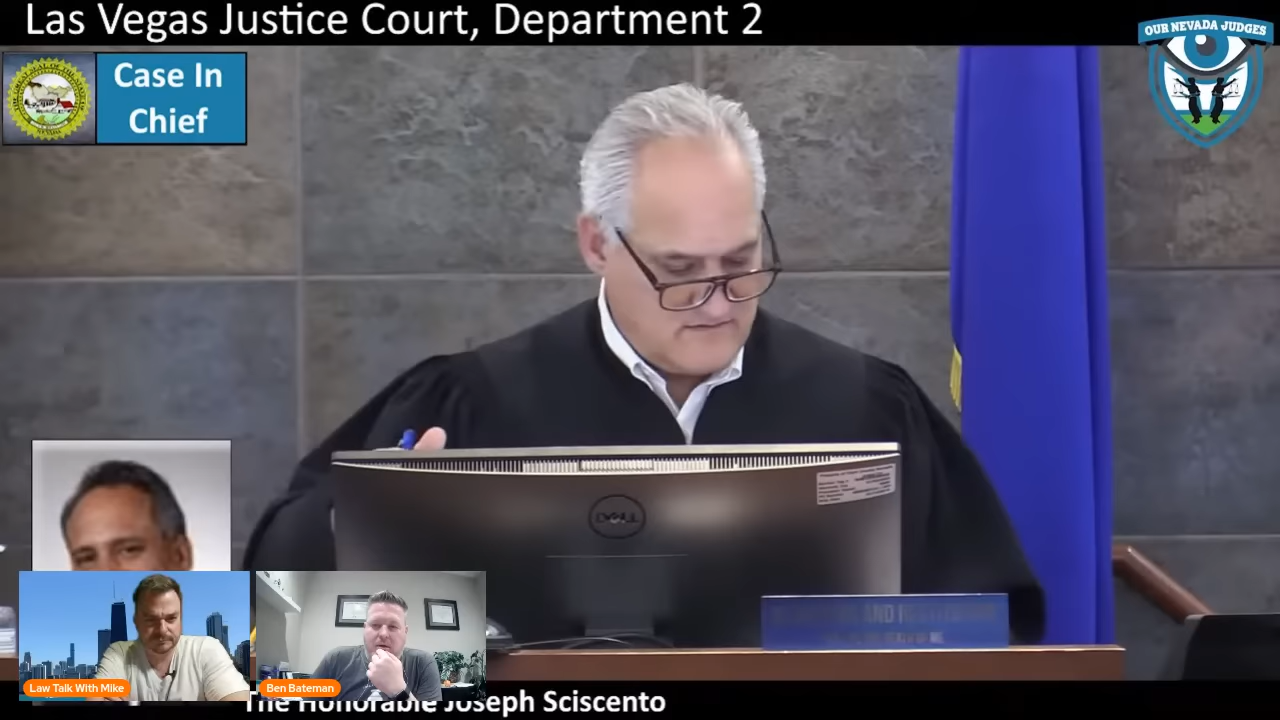 Las Vegas Justice Court, Department 2
OUR NEVADA JUDGES
Case In
Chief
DELL
Law Talk With Mike
Ben Bateman
The Honorable Joseph Sciscento